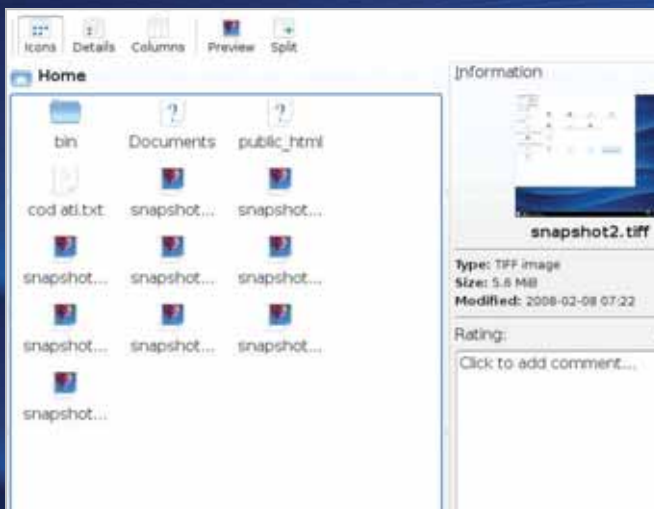 Icons Details Columns Preview Split
Home
bin Documents public_html
cod ati.txt snapshot... snapshot...
snapshot... snapshot... snapshot...
snapshot... snapshot... snapshot...
snapshot...
Information
snapshot2.tiff
Type: TIFF image
Size: 5.8 MiB
Modified: 2008-02-08 07:22
Rating:
Click to add comment...